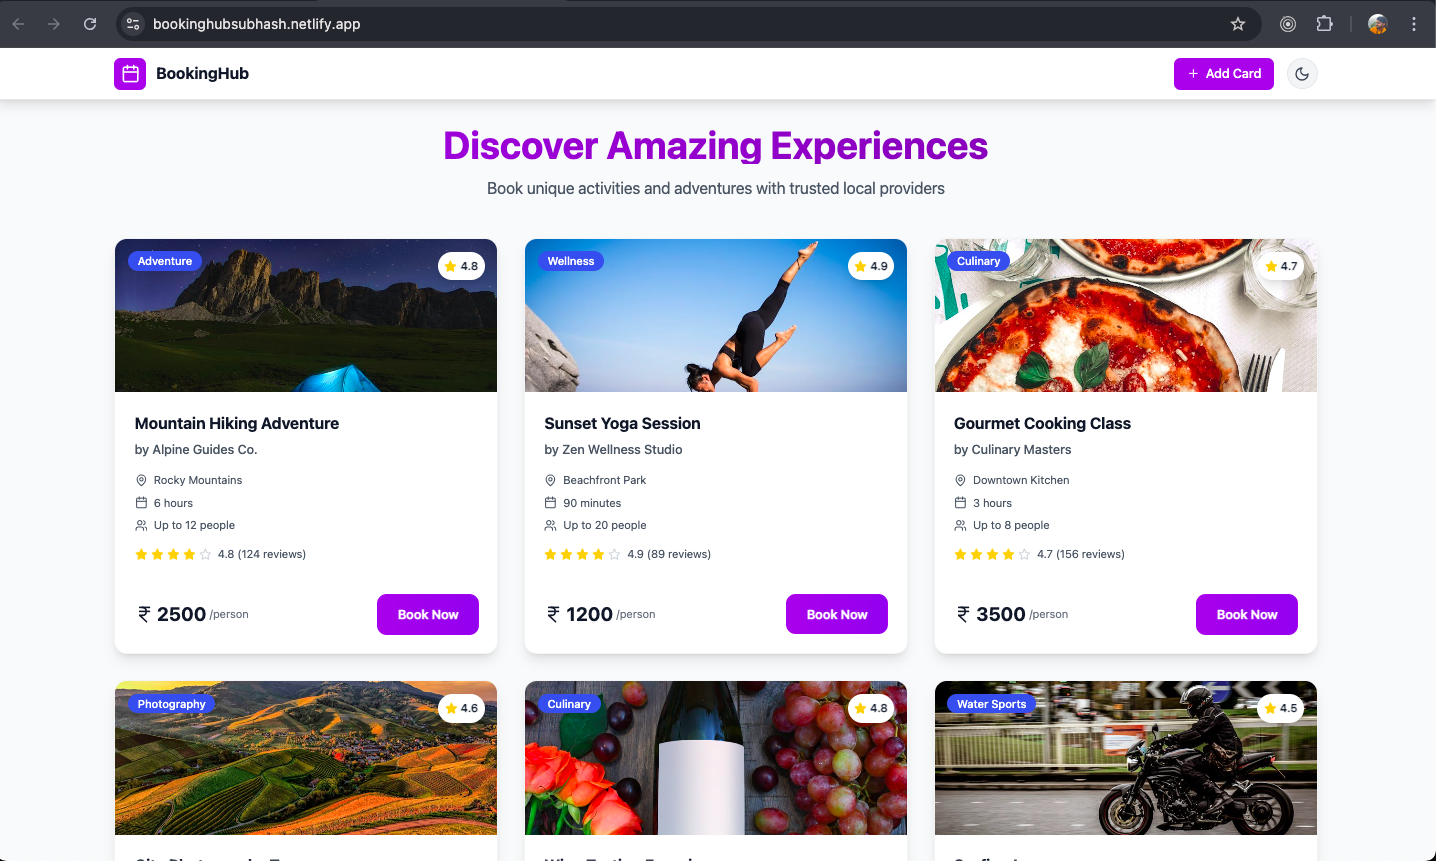 bookinghubsubhash.netlify.app
BookingHub
+ Add Card
Discover Amazing Experiences
Book unique activities and adventures with trusted local providers
Adventure
4.8
Wellness
4.9
Culinary
4.7
Mountain Hiking Adventure
by Alpine Guides Co.
Rocky Mountains
6 hours
Up to 12 people
4.8 (124 reviews)
₹ 2500 /person
Book Now
Sunset Yoga Session
by Zen Wellness Studio
Beachfront Park
90 minutes
Up to 20 people
4.9 (89 reviews)
₹ 1200 /person
Book Now
Gourmet Cooking Class
by Culinary Masters
Downtown Kitchen
3 hours
Up to 8 people
4.7 (156 reviews)
₹ 3500 /person
Book Now
Photography
4.6
Culinary
4.8
Water Sports
4.5